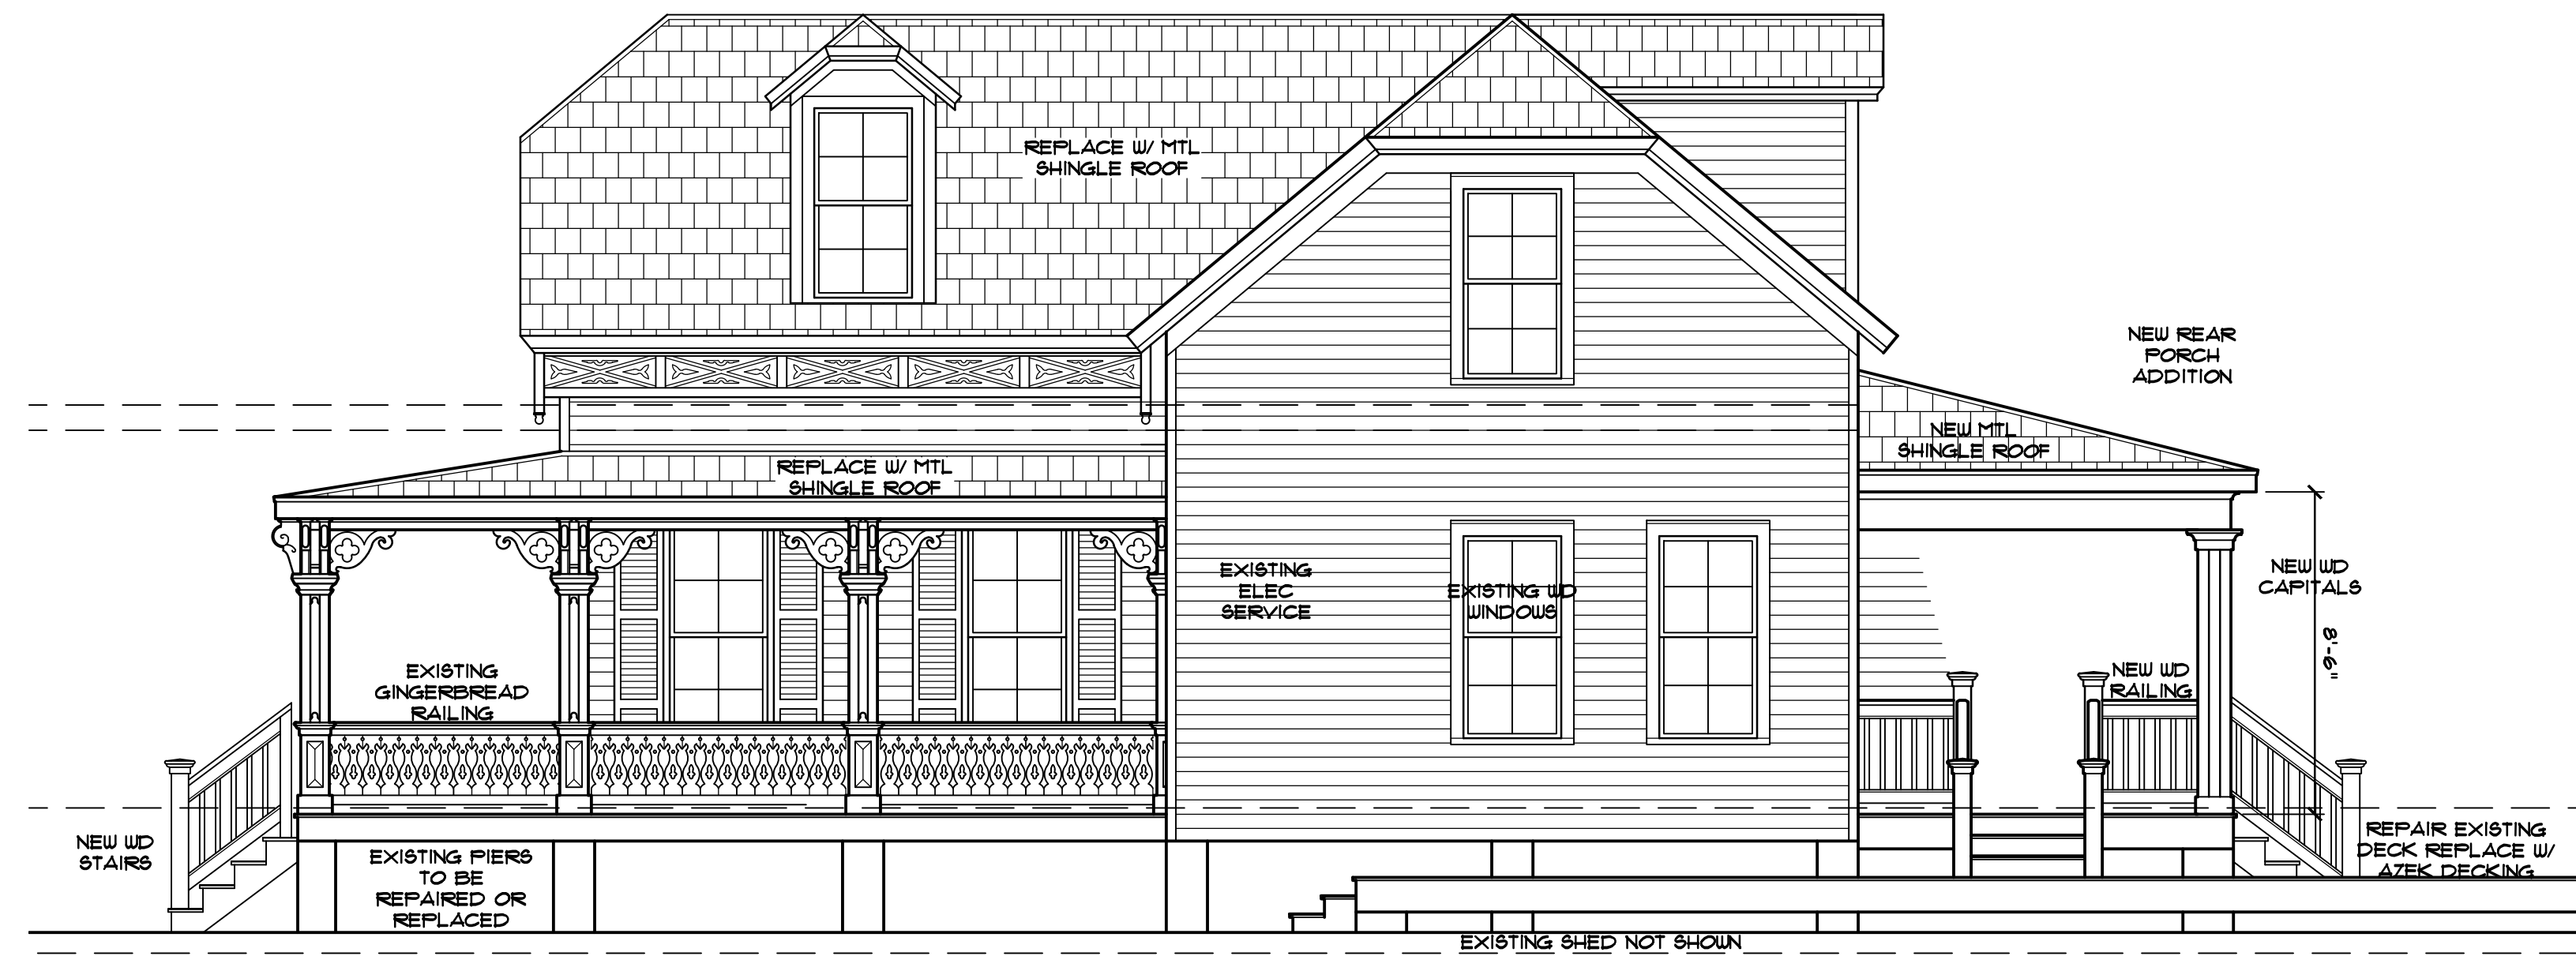 REPLACE W/ MTL
SHINGLE ROOF
NEW REAR
PORCH
ADDITION
NEW MTL
SHINGLE ROOF
REPLACE W/ MTL
SHINGLE ROOF
EXISTING
ELEC
SERVICE
EXISTING WD
WINDOWS
NEW WD
CAPITALS
8'-6"
EXISTING
GINGERBREAD
RAILING
NEW WD
RAILING
NEW WD
STAIRS
EXISTING PIERS
TO BE
REPAIRED OR
REPLACED
REPAIR EXISTING
DECK REPLACE W/
AZEK DECKING
EXISTING SHED NOT SHOWN